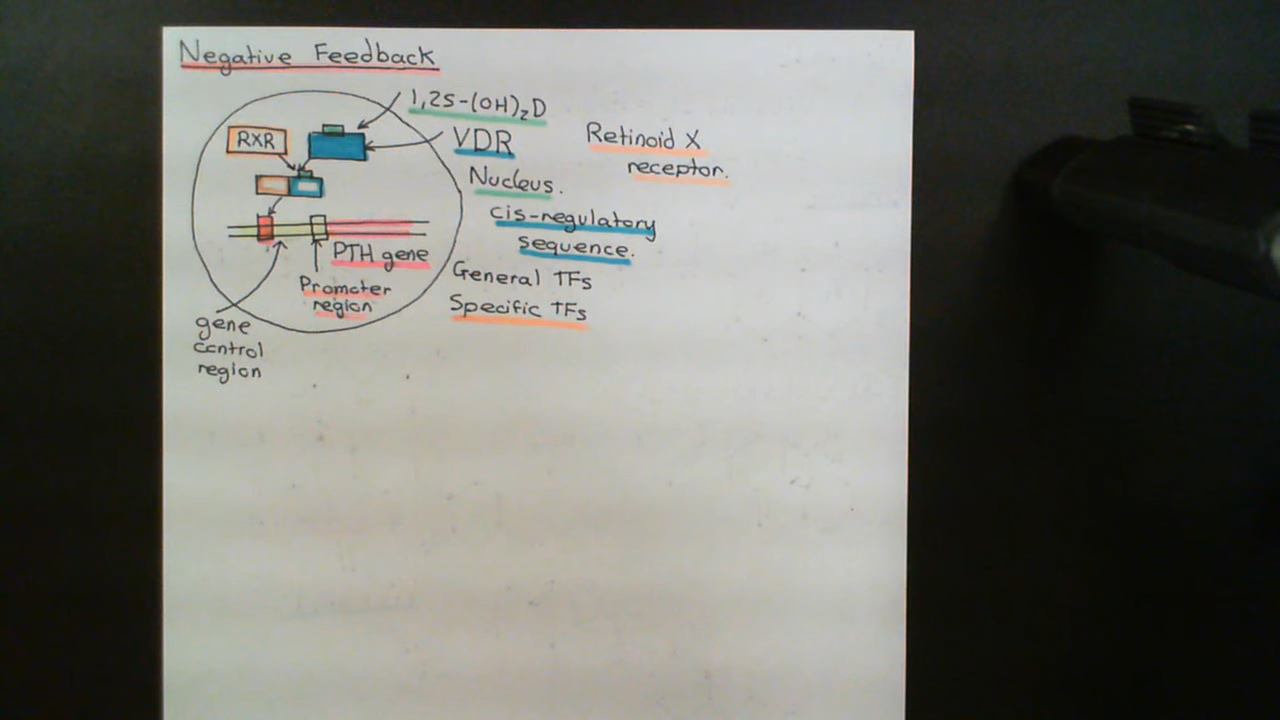 Negative Feedback
1,25-(OH)₂D
RXR
VDR
Retinoid X
receptor.
Nucleus.
cis-regulatory
sequence.
PTH gene
General TFs
Promoter
region
Specific TFs
gene
control
region